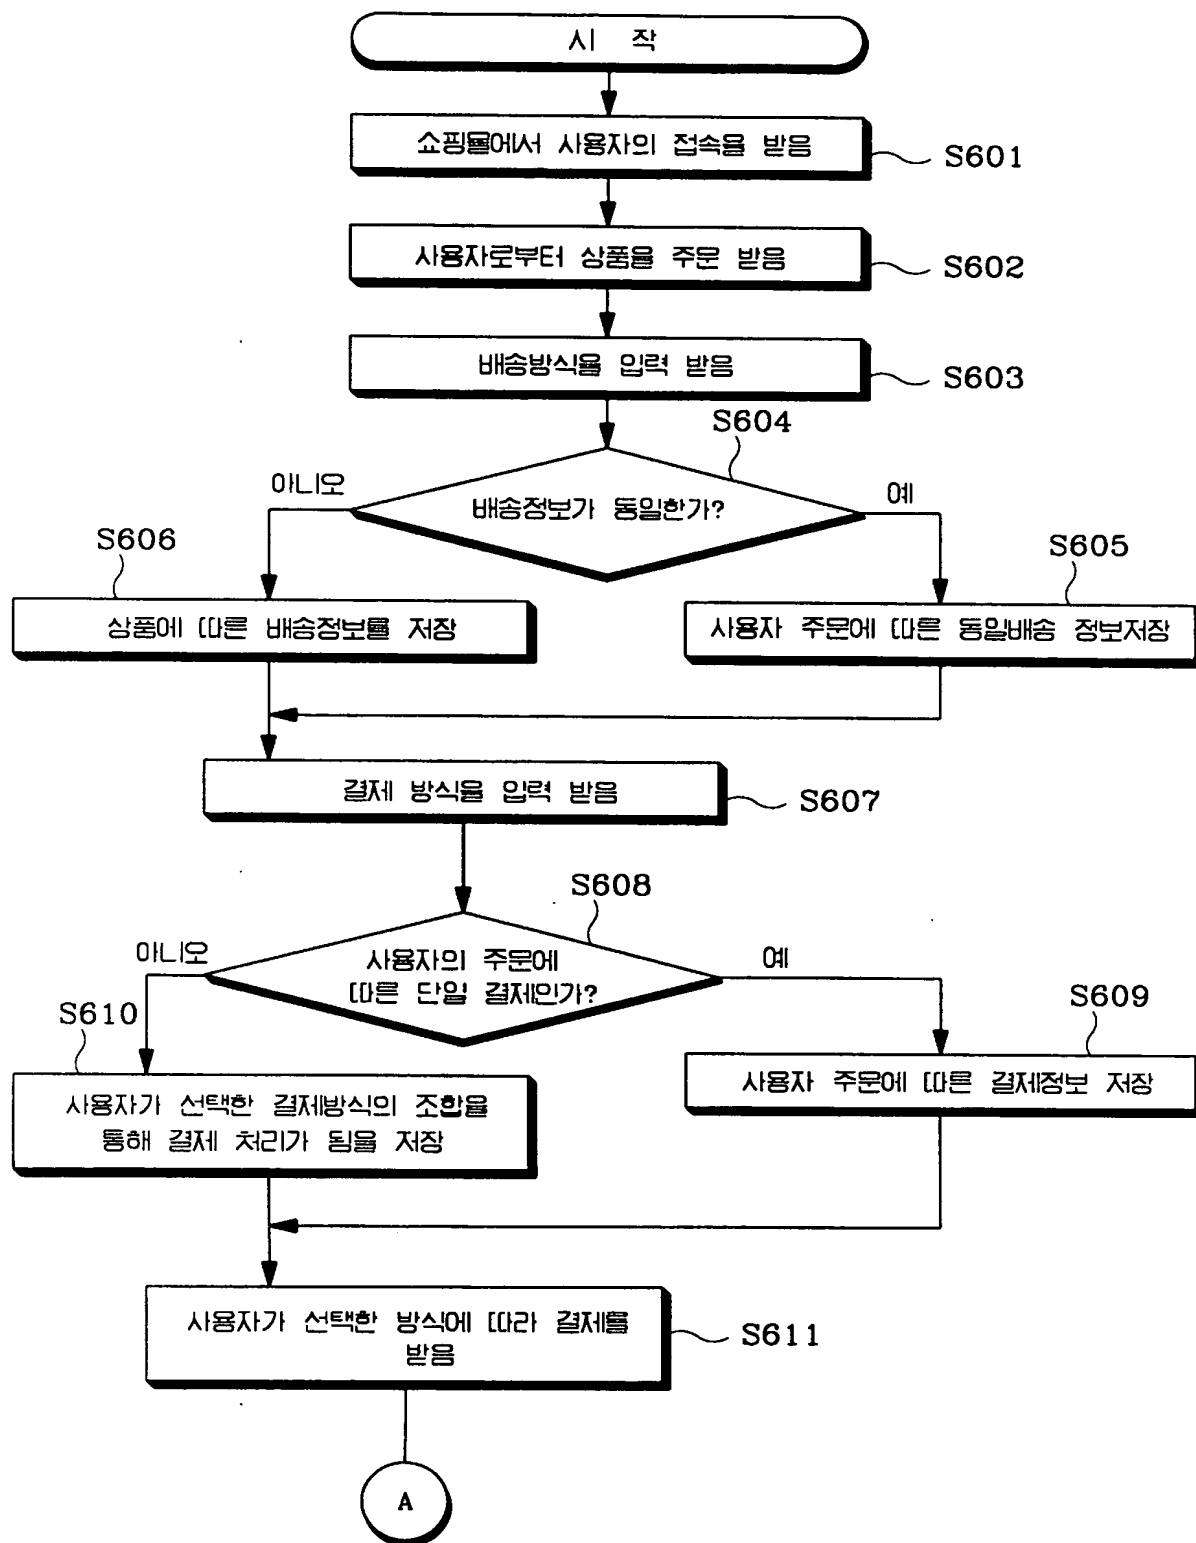 시 작
쇼핑몰에서 사용자의 접속을 받음
S601
사용자로부터 상품을 주문 받음
S602
배송방식을 입력 받음
S603
S604
아니오
배송정보가 동일한가?
예
S606
S605
상품에 따른 배송정보를 저장
사용자 주문에 따른 동일배송 정보저장
결제 방식을 입력 받음
S607
S608
아니오
사용자의 주문에
따른 단일 결제인가?
예
S610
S609
사용자가 선택한 결제방식의 조합을
통해 결제 처리가 됨을 저장
사용자 주문에 따른 결제정보 저장
사용자가 선택한 방식에 따라 결제를
받음
S611
A